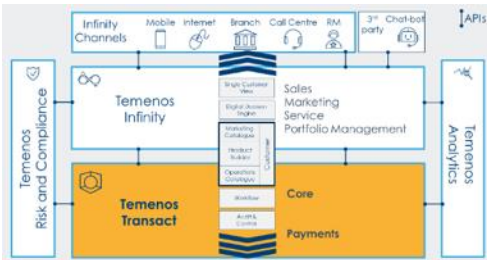 Infinity
Channels
Mobile
Internet
Branch
Call Centre
RM
3rd
party
Chat-bot
APIs
Temenos
Risk and Compliance
Temenos
Infinity
Single Customer
View
Digital Decision
Engine
Marketing
Catalogue
Product
Builder
Operations
Catalogue
Customer
Sales
Marketing
Service
Portfolio Management
Temenos
Analytics
Temenos
Transact
Workflow
Audit &
Control
Core
Payments